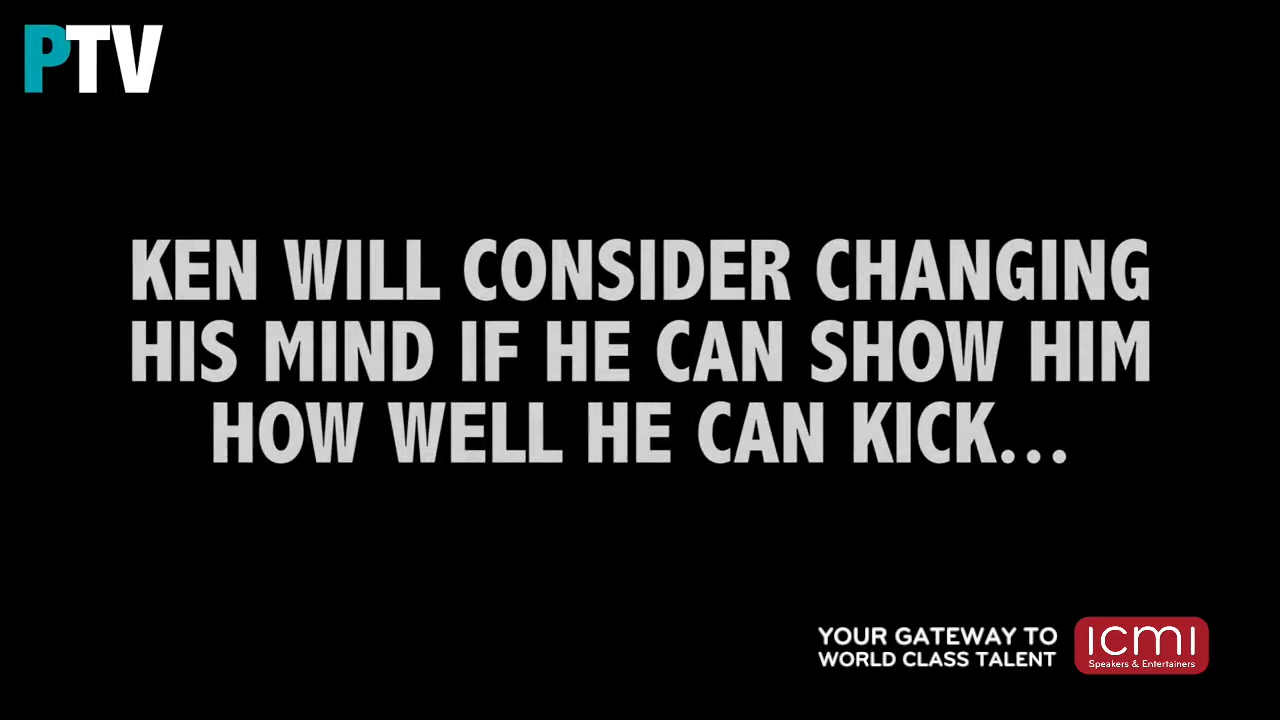 PTV
KEN WILL CONSIDER CHANGING
HIS MIND IF HE CAN SHOW HIM
HOW WELL HE CAN KICK...
YOUR GATEWAY TO
WORLD CLASS TALENT
ICMI
Speakers & Entertainers